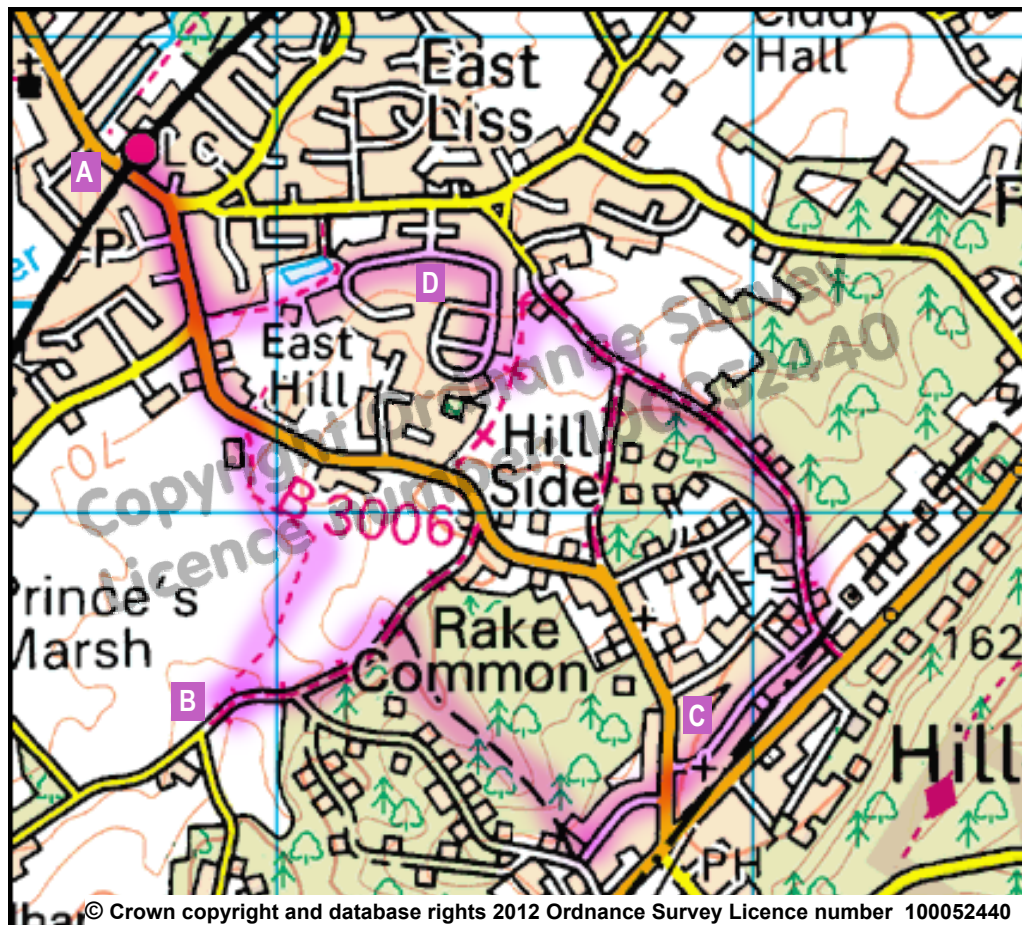 Hall
East
Liss
A
LC
P
er
D
East
Hill
Hill
Side
70
B 3006
Copyright Ordnance Survey
Licence number 100052440
Prince's
Marsh
Rake
Common
162
B
C
Hill
PH
© Crown copyright and database rights 2012 Ordnance Survey Licence number 100052440